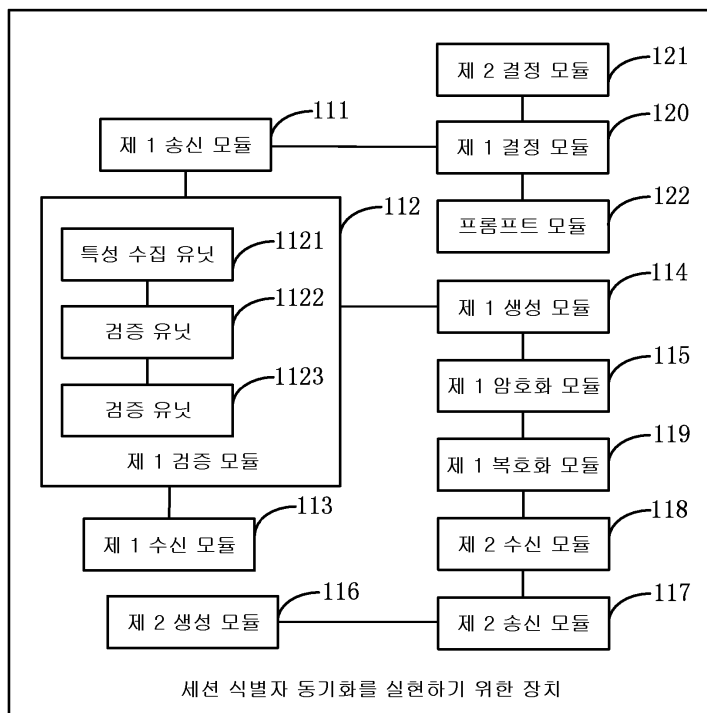 제 2 결정 모듈
121
111
120
제 1 송신 모듈
제 1 결정 모듈
112
122
프롬프트 모듈
특성 수집 유닛
1121
114
1122
제 1 생성 모듈
검증 유닛
115
1123
제 1 암호화 모듈
검증 유닛
119
제 1 검증 모듈
제 1 복호화 모듈
113
118
제 1 수신 모듈
제 2 수신 모듈
116
117
제 2 생성 모듈
제 2 송신 모듈
세션 식별자 동기화를 실현하기 위한 장치